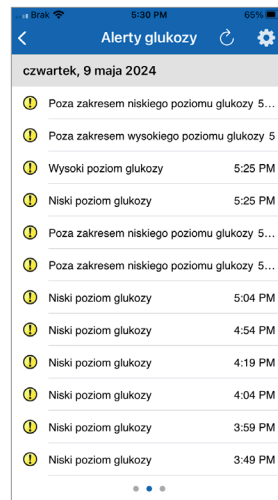 Brak 5:30 PM 65%
Alerty glukozy
czwartek, 9 maja 2024
Poza zakresem niskiego poziomu glukozy 5...
Poza zakresem wysokiego poziomu glukozy 5
Wysoki poziom glukozy 5:25 PM
Niski poziom glukozy 5:25 PM
Poza zakresem niskiego poziomu glukozy 5...
Poza zakresem niskiego poziomu glukozy 5...
Niski poziom glukozy 5:04 PM
Niski poziom glukozy 4:54 PM
Niski poziom glukozy 4:19 PM
Niski poziom glukozy 4:04 PM
Niski poziom glukozy 3:59 PM
Niski poziom glukozy 3:49 PM